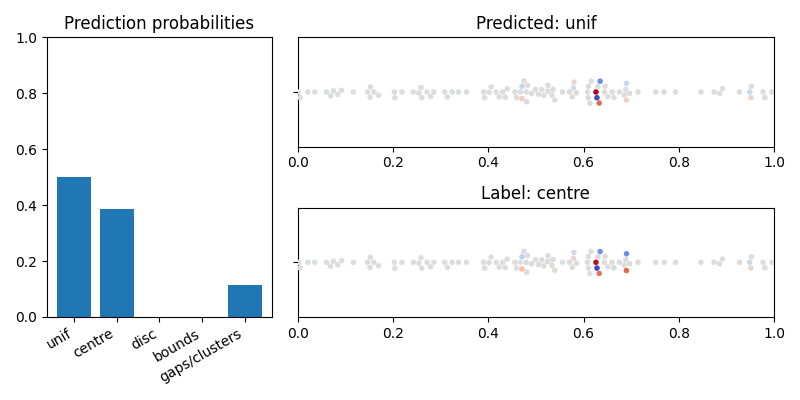 Prediction probabilities
1.0
0.8
0.6
0.4
0.2
0.0
unif
centre
disc
bounds
gaps/clusters
Predicted: unif
0.0 0.2 0.4 0.6 0.8 1.0
Label: centre
0.0 0.2 0.4 0.6 0.8 1.0